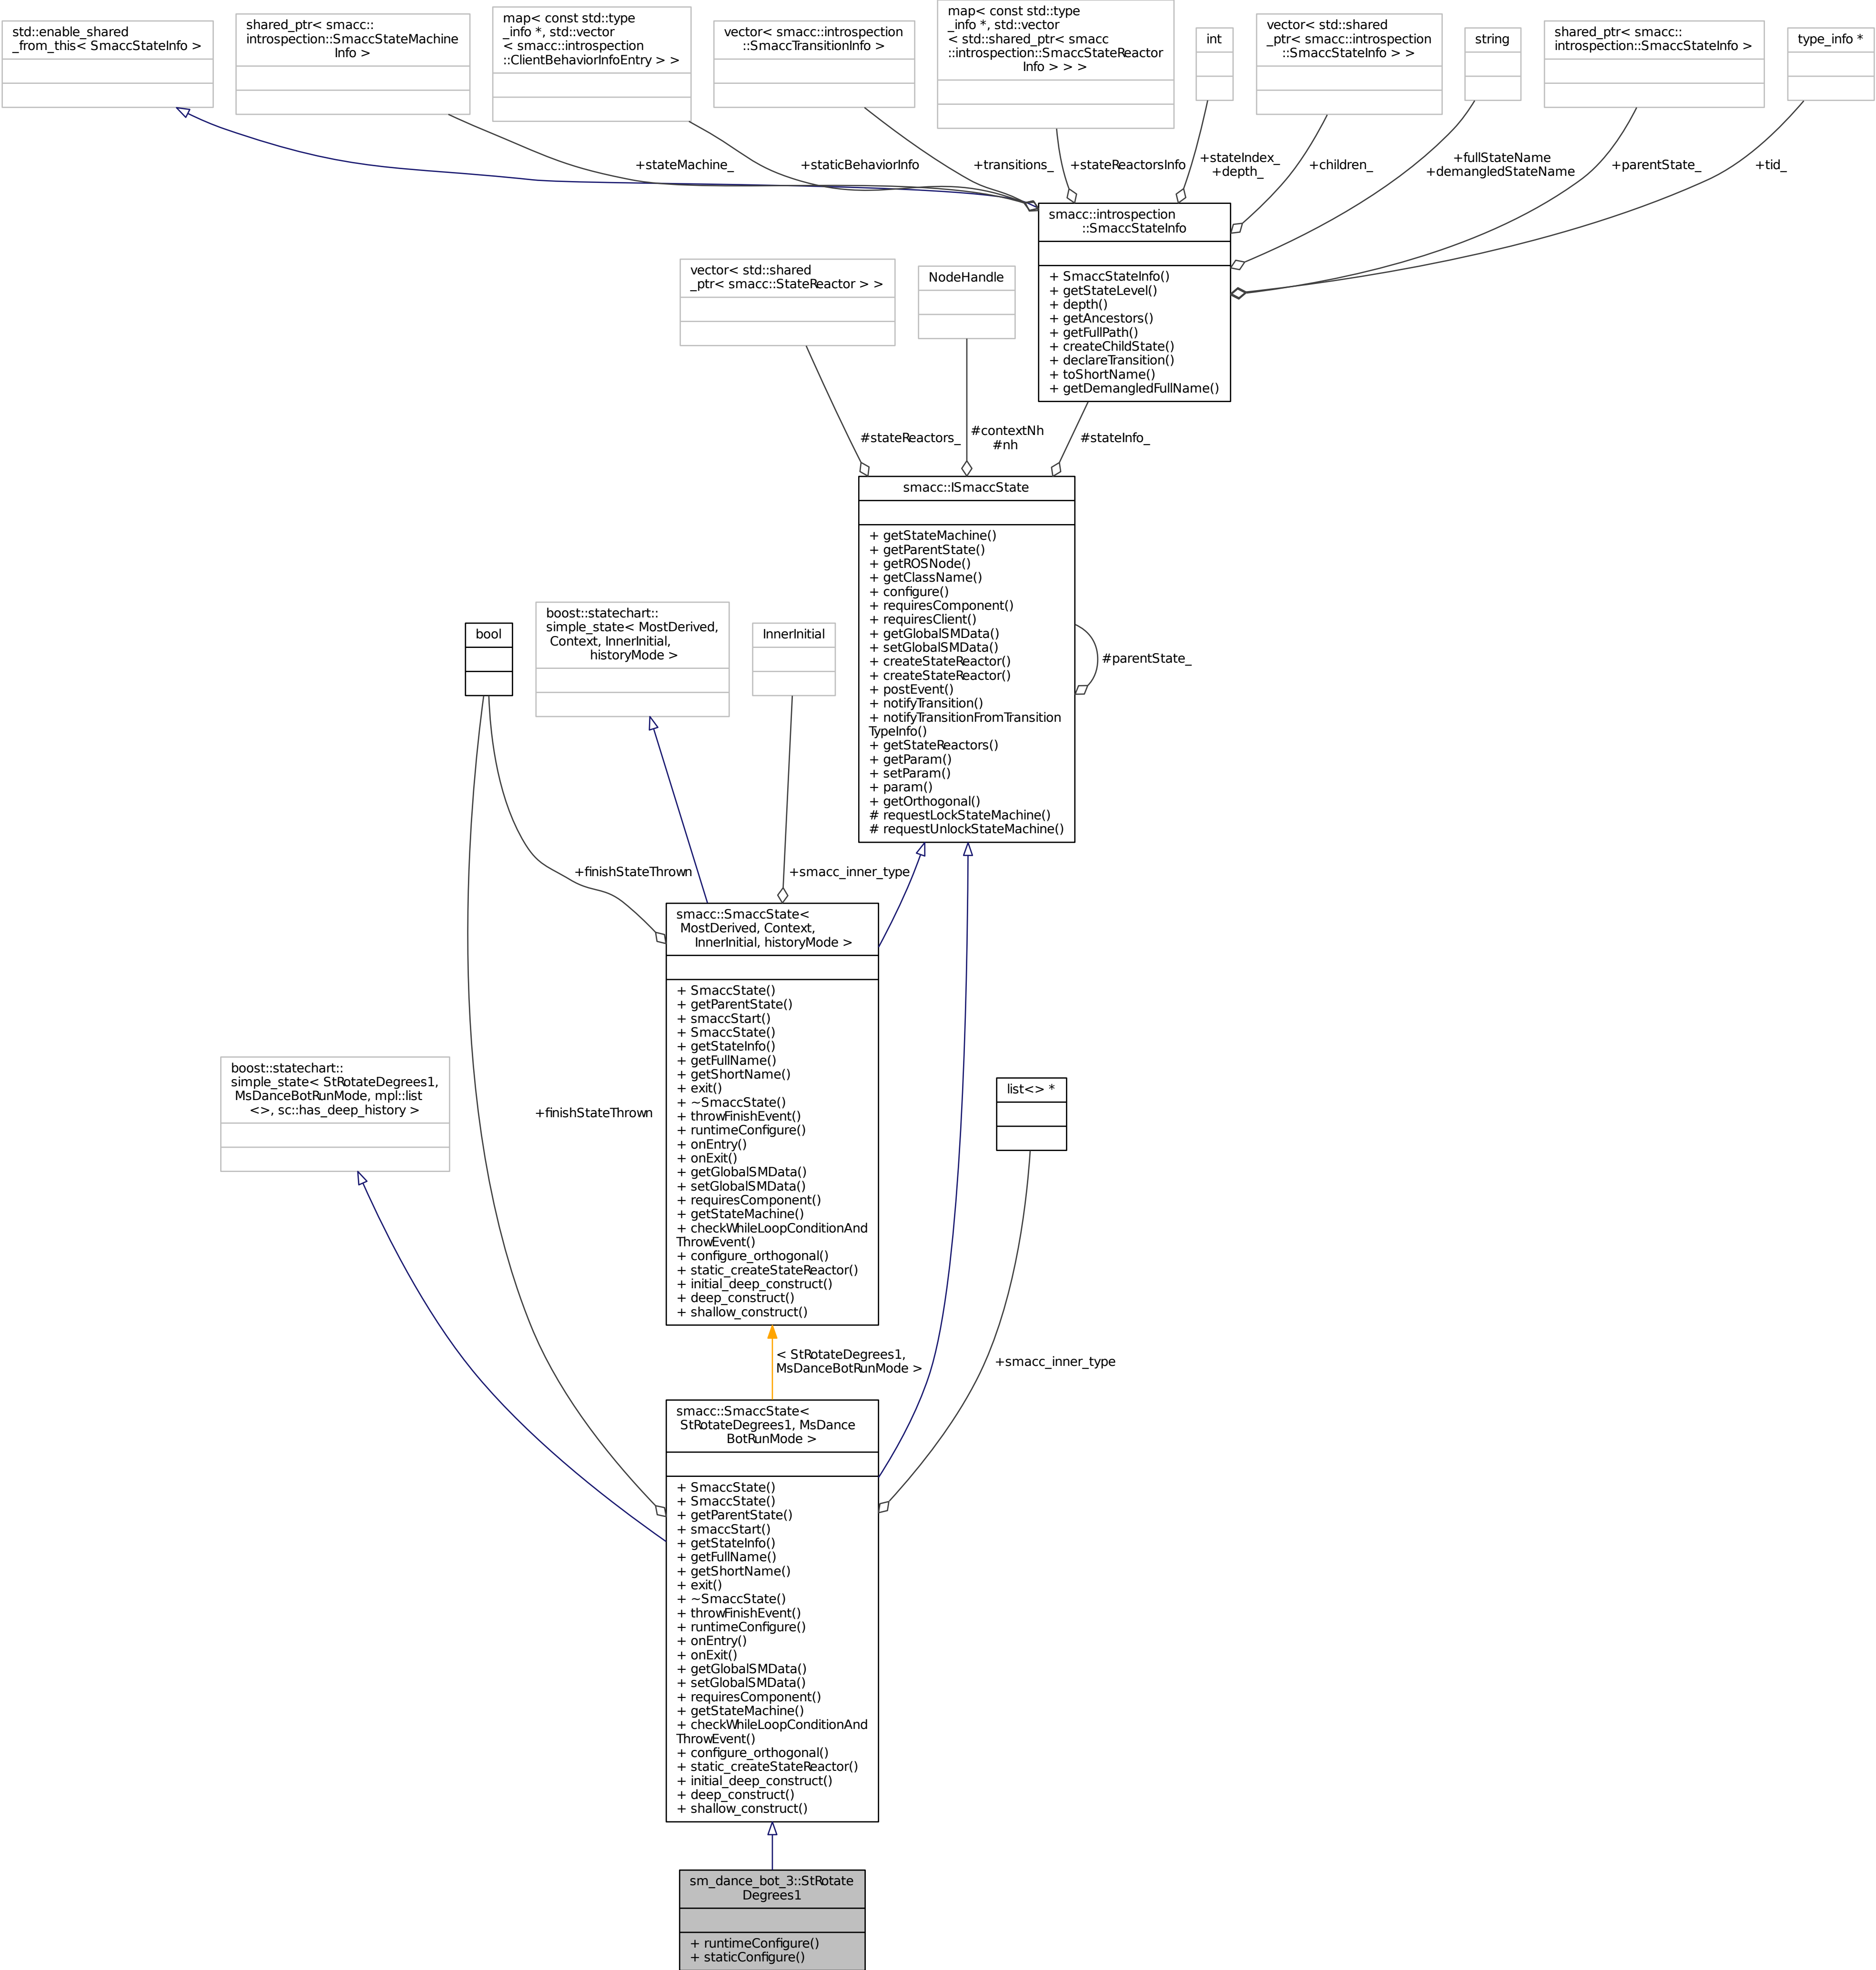 std::enable_shared
_from_this< SmaccStateInfo >
shared_ptr< smacc::
introspection::SmaccStateMachine
Info >
map< const std::type
_info *, std::vector
< smacc::introspection
::ClientBehaviorInfoEntry > >
vector< smacc::introspection
::SmaccTransitionInfo >
map< const std::type
_info *, std::vector
< std::shared_ptr< smacc
::introspection::SmaccStateReactor
Info > > >
int
vector< std::shared
_ptr< smacc::introspection
::SmaccStateInfo > >
string
shared_ptr< smacc::
introspection::SmaccStateInfo >
type_info *
+stateMachine_
+staticBehaviorInfo
+transitions_
+stateReactorsInfo
+stateIndex_
+depth_
+children_
+fullStateName
+demangledStateName
+parentState_
+tid_
smacc::introspection
::SmaccStateInfo
+ SmaccStateInfo()
+ getStateLevel()
+ depth()
+ getAncestors()
+ getFullPath()
+ createChildState()
+ declareTransition()
+ toShortName()
+ getDemangledFullName()
vector< std::shared
_ptr< smacc::StateReactor > >
NodeHandle
#stateReactors_
#contextNh
#nh
#stateInfo_
smacc::ISmaccState
+ getStateMachine()
+ getParentState()
+ getROSNode()
+ getClassName()
+ configure()
+ requiresComponent()
+ requiresClient()
+ getGlobalSMData()
+ setGlobalSMData()
+ createStateReactor()
+ createStateReactor()
+ postEvent()
+ notifyTransition()
+ notifyTransitionFromTransition
TypeInfo()
+ getStateReactors()
+ getParam()
+ setParam()
+ param()
+ getOrthogonal()
# requestLockStateMachine()
# requestUnlockStateMachine()
#parentState_
bool
boost::statechart::
simple_state< MostDerived,
Context, InnerInitial,
historyMode >
InnerInitial
+finishStateThrown
+smacc_inner_type
smacc::SmaccState<
MostDerived, Context,
InnerInitial, historyMode >
+ SmaccState()
+ getParentState()
+ smaccStart()
+ SmaccState()
+ getStateInfo()
+ getFullName()
+ getShortName()
+ exit()
+ ~SmaccState()
+ throwFinishEvent()
+ runtimeConfigure()
+ onEntry()
+ onExit()
+ getGlobalSMData()
+ setGlobalSMData()
+ requiresComponent()
+ getStateMachine()
+ checkWhileLoopConditionAnd
ThrowEvent()
+ configure_orthogonal()
+ static_createStateReactor()
+ initial_deep_construct()
+ deep_construct()
+ shallow_construct()
boost::statechart::
simple_state< StRotateDegrees1,
MsDanceBotRunMode, mpl::list
<>, sc::has_deep_history >
+finishStateThrown
list<> *
< StRotateDegrees1,
MsDanceBotRunMode >
+smacc_inner_type
smacc::SmaccState<
StRotateDegrees1, MsDance
BotRunMode >
+ SmaccState()
+ SmaccState()
+ getParentState()
+ smaccStart()
+ getStateInfo()
+ getFullName()
+ getShortName()
+ exit()
+ ~SmaccState()
+ throwFinishEvent()
+ runtimeConfigure()
+ onEntry()
+ onExit()
+ getGlobalSMData()
+ setGlobalSMData()
+ requiresComponent()
+ getStateMachine()
+ checkWhileLoopConditionAnd
ThrowEvent()
+ configure_orthogonal()
+ static_createStateReactor()
+ initial_deep_construct()
+ deep_construct()
+ shallow_construct()
sm_dance_bot_3::StRotate
Degrees1
+ runtimeConfigure()
+ staticConfigure()